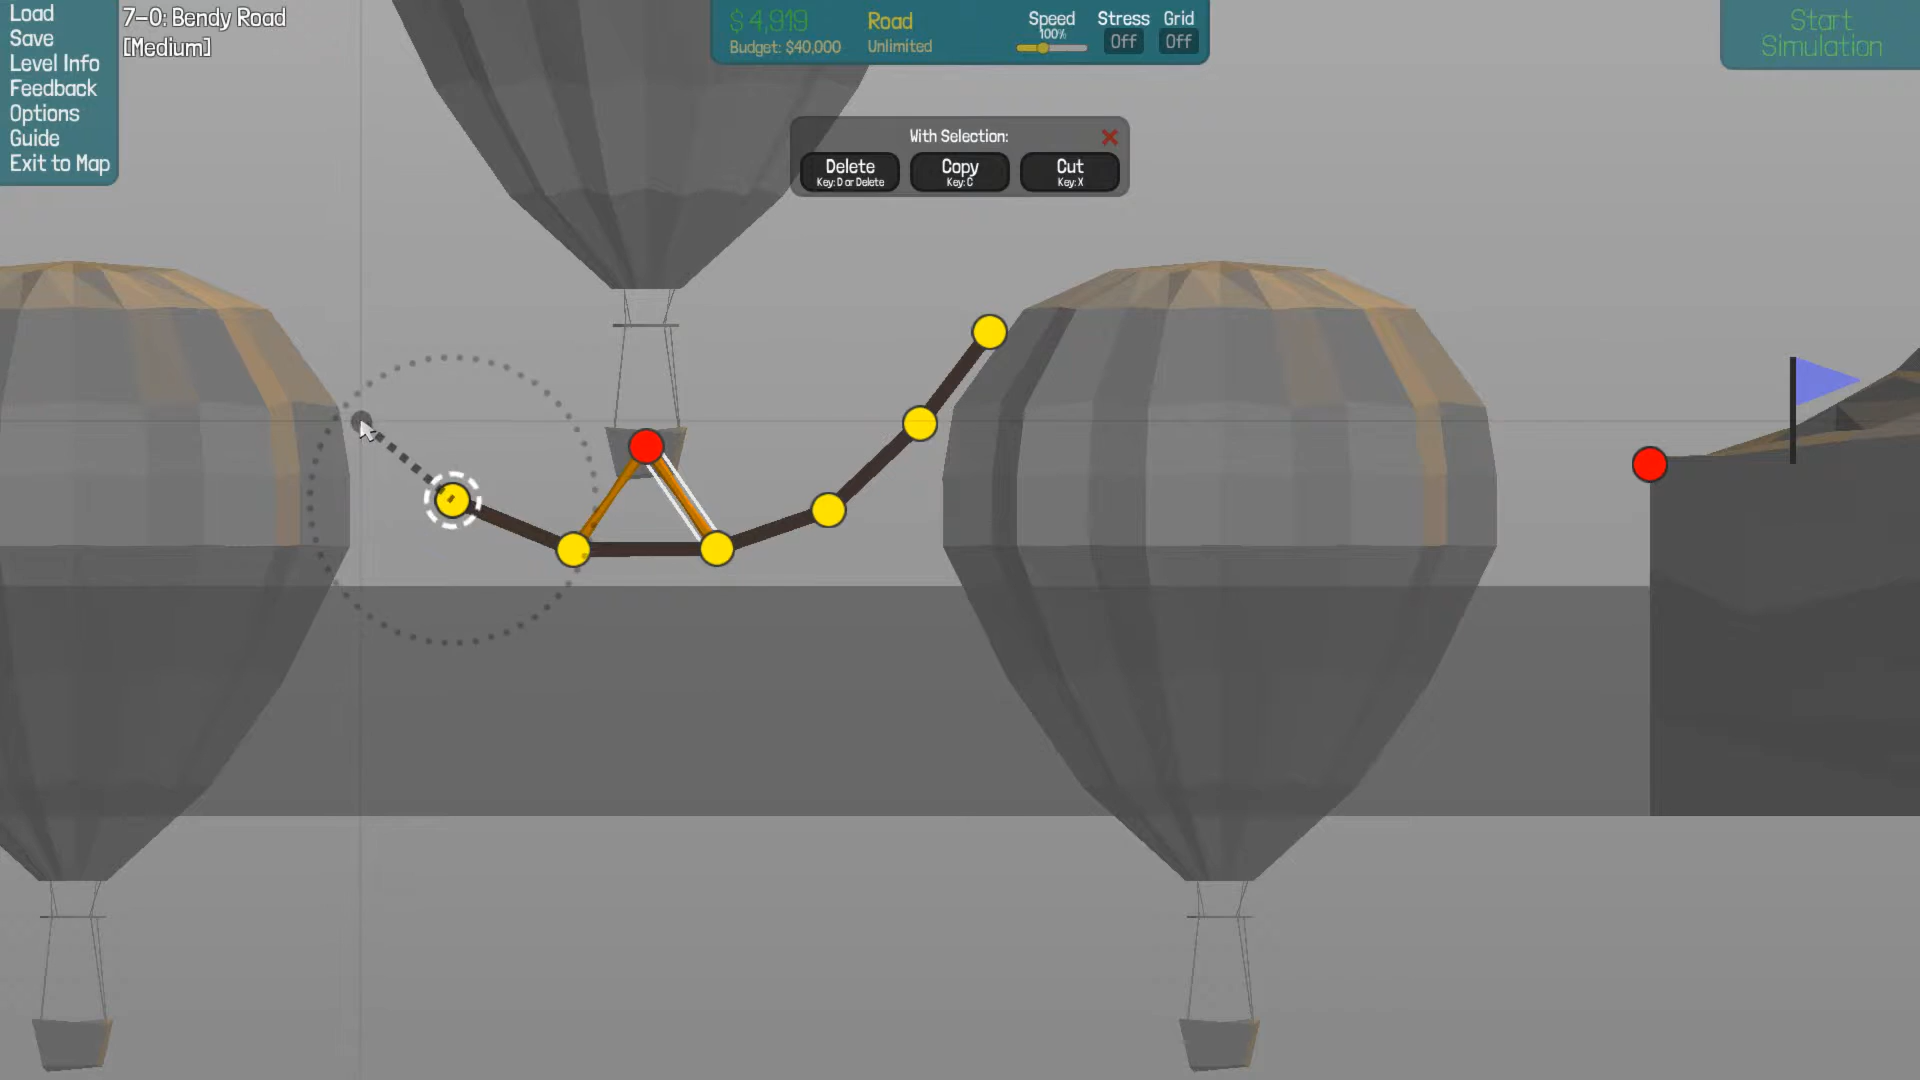 Load
Save
Level Info
Feedback
Options
Guide
Exit to Map
7-0: Bendy Road
[Medium]
$ 4,919
Budget: $40,000
Road
Unlimited
Speed
100%
Stress
Off
Grid
Off
Start
Simulation
With Selection:
Delete
Key: D or Delete
Copy
Key: C
Cut
Key: X